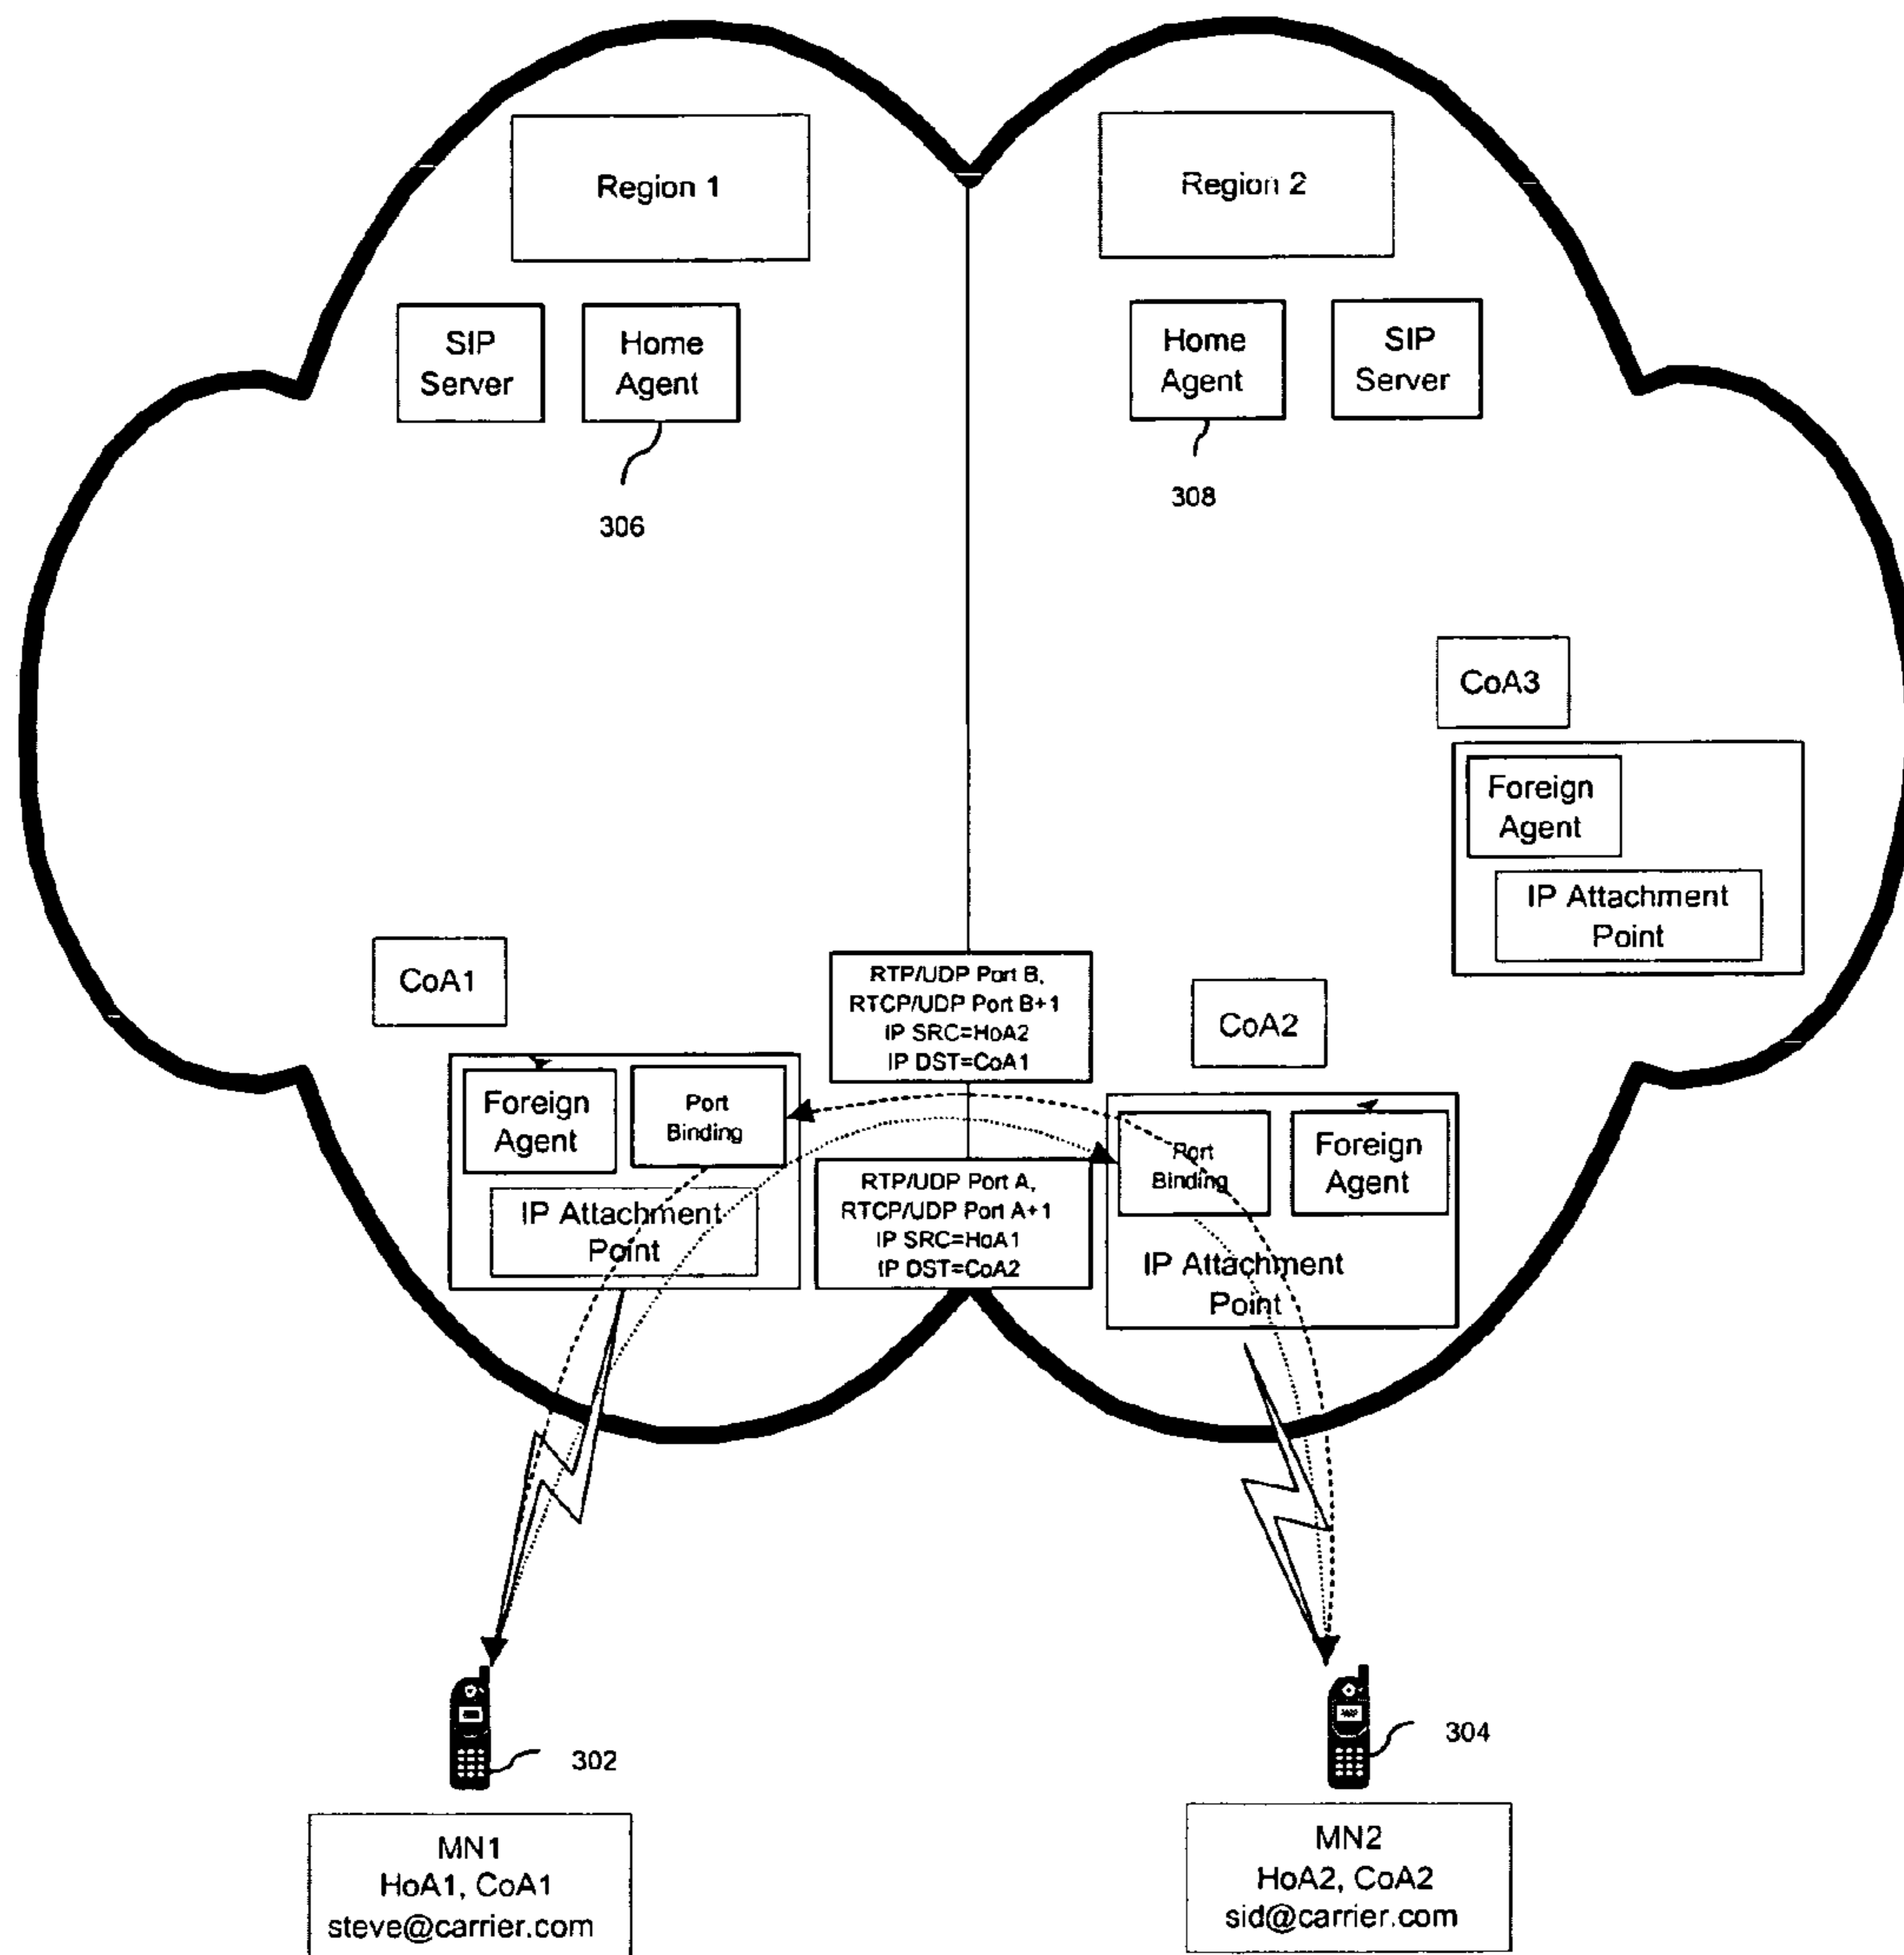 Region 1
Region 2
SIP
Server
Home
Agent
Home
Agent
SIP
Server
306
308
CoA3
Foreign
Agent
IP Attachment
Point
CoA1
RTP/UDP Port B,
RTCP/UDP Port B+1
IP SRC=HoA2
IP DST=CoA1
CoA2
Foreign
Agent
Port
Binding
IP Attachment
Point
RTP/UDP Port A,
RTCP/UDP Port A+1
IP SRC=HoA1
IP DST=CoA2
Port
Binding
Foreign
Agent
IP Attachment
Point
302
304
MN1
HoA1, CoA1
steve@carrier.com
MN2
HoA2, CoA2
sid@carrier.com